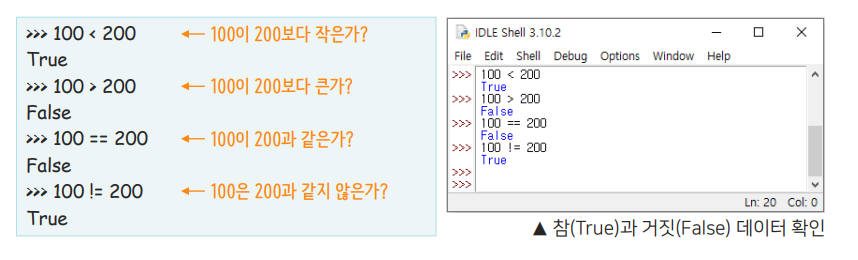 >>> 100 < 200 ← 100이 200보다 작은가?
True
>>> 100 > 200 ← 100이 200보다 큰가?
False
>>> 100 == 200 ← 100이 200과 같은가?
False
>>> 100 != 200 ← 100은 200과 같지 않은가?
True
IDLE Shell 3.10.2
File Edit Shell Debug Options Window Help
>>> 100 < 200
True
>>> 100 > 200
False
>>> 100 == 200
False
>>> 100 != 200
True
>>>
>>>
Ln: 20 Col: 0
▲ 참(True)과 거짓(False) 데이터 확인